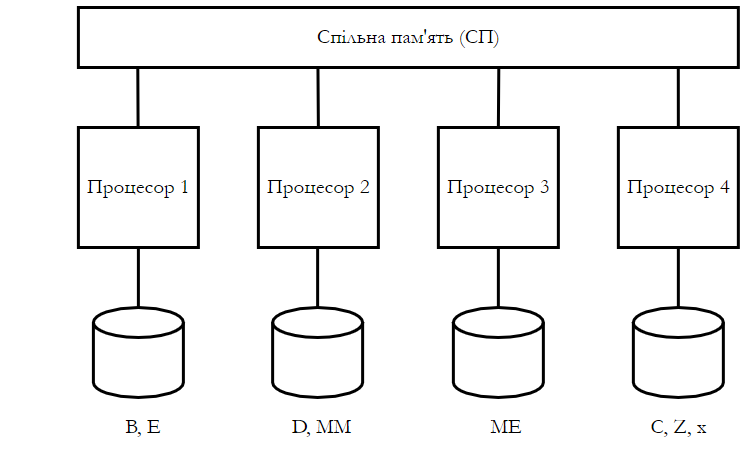 Спільна пам'ять (СП)
Процесор 1
Процесор 2
Процесор 3
Процесор 4
B, E
D, MM
ME
C, Z, x